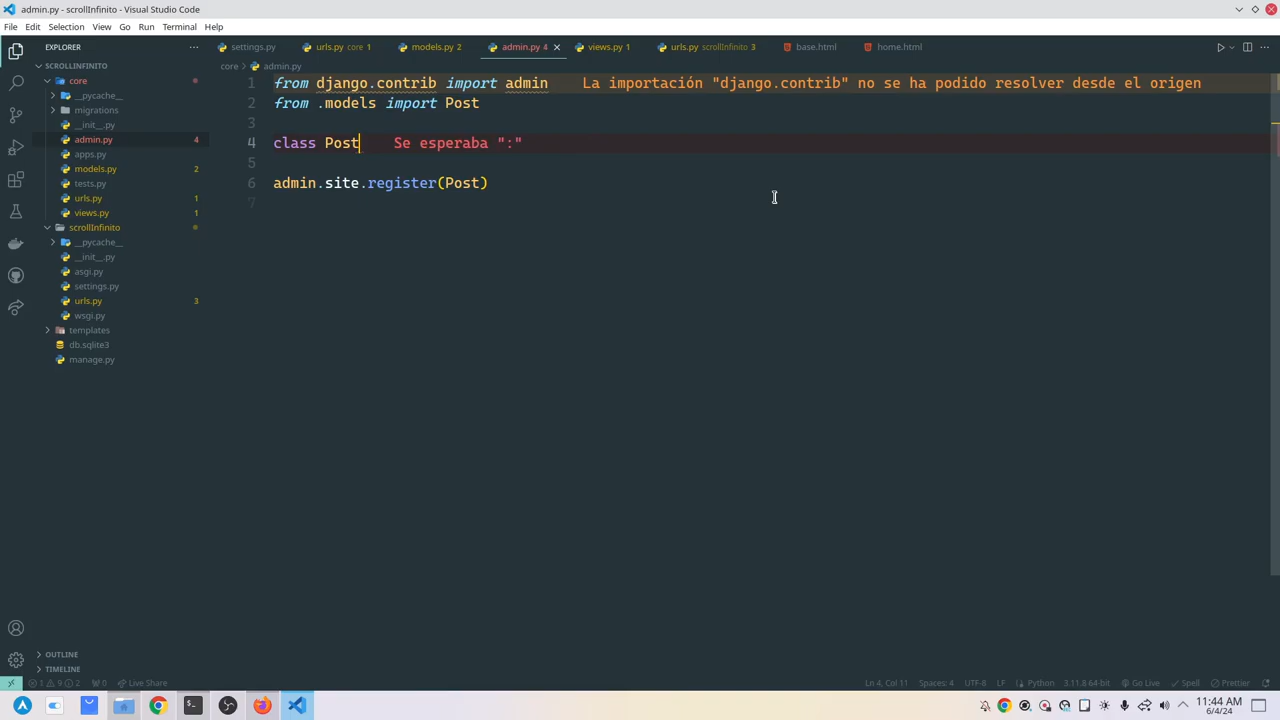 admin.py - scrollInfinito - Visual Studio Code
File Edit Selection View Go Run Terminal Help
EXPLORER
settings.py
urls.py core 1
models.py 2
admin.py 4
views.py 1
urls.py scrollInfinito 3
base.html
home.html
SCROLLINFINITO
core
__pycache__
migrations
__init__.py
admin.py 4
apps.py
models.py 2
tests.py
urls.py 1
views.py 1
scrollInfinito
__pycache__
__init__.py
asgi.py
settings.py
urls.py 3
wsgi.py
templates
db.sqlite3
manage.py
OUTLINE
TIMELINE
core > admin.py
1 from django.contrib import admin La importación "django.contrib" no se ha podido resolver desde el origen
2 from .models import Post
3
4 class Post Se esperaba ":"
5
6 admin.site.register(Post)
7
1 9 2 0 Live Share
Ln 4, Col 11 Spaces: 4 UTF-8 LF Python 3.11.8 64-bit Go Live Spell Prettier
11:44 AM
6/4/24